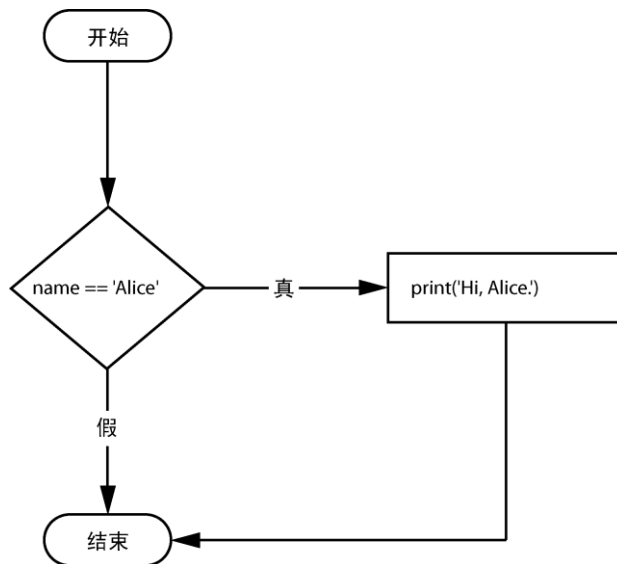 开始
name == 'Alice'
真
print('Hi, Alice.')
假
结束